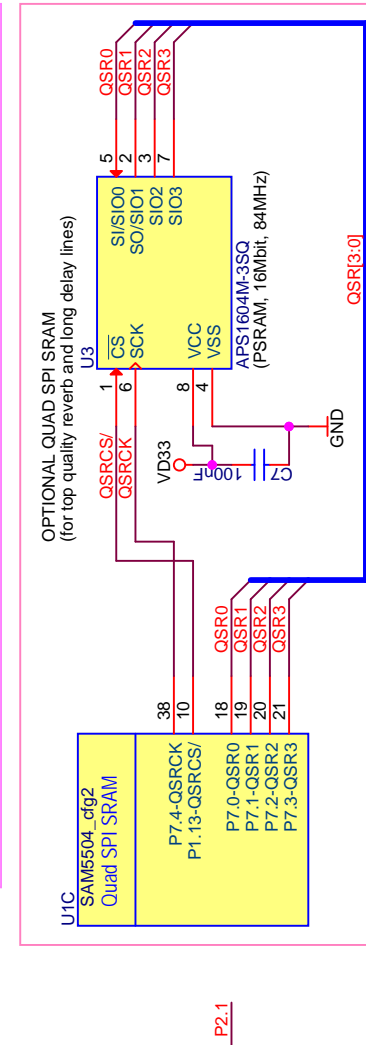 OPTIONAL QUAD SPI SRAM
(for top quality reverb and long delay lines)
U1C
SAM5504_cfg2
Quad SPI SRAM
P7.4-QSRCK
P1.13-QSRCS/
P7.0-QSR0
P7.1-QSR1
P7.2-QSR2
P7.3-QSR3
38
10
18
19
20
21
QSR0
QSR1
QSR2
QSR3
QSRCS/
QSRCK
1
6
8
4
VD33
100nF
C7
GND
U3
CS
SCK
VCC
VSS
SI/SIO0
SO/SIO1
SIO2
SIO3
5
2
3
7
QSR0
QSR1
QSR2
QSR3
APS1604M-3SQ
(PSRAM, 16Mbit, 84MHz)
QSR[3:0]
P2.1